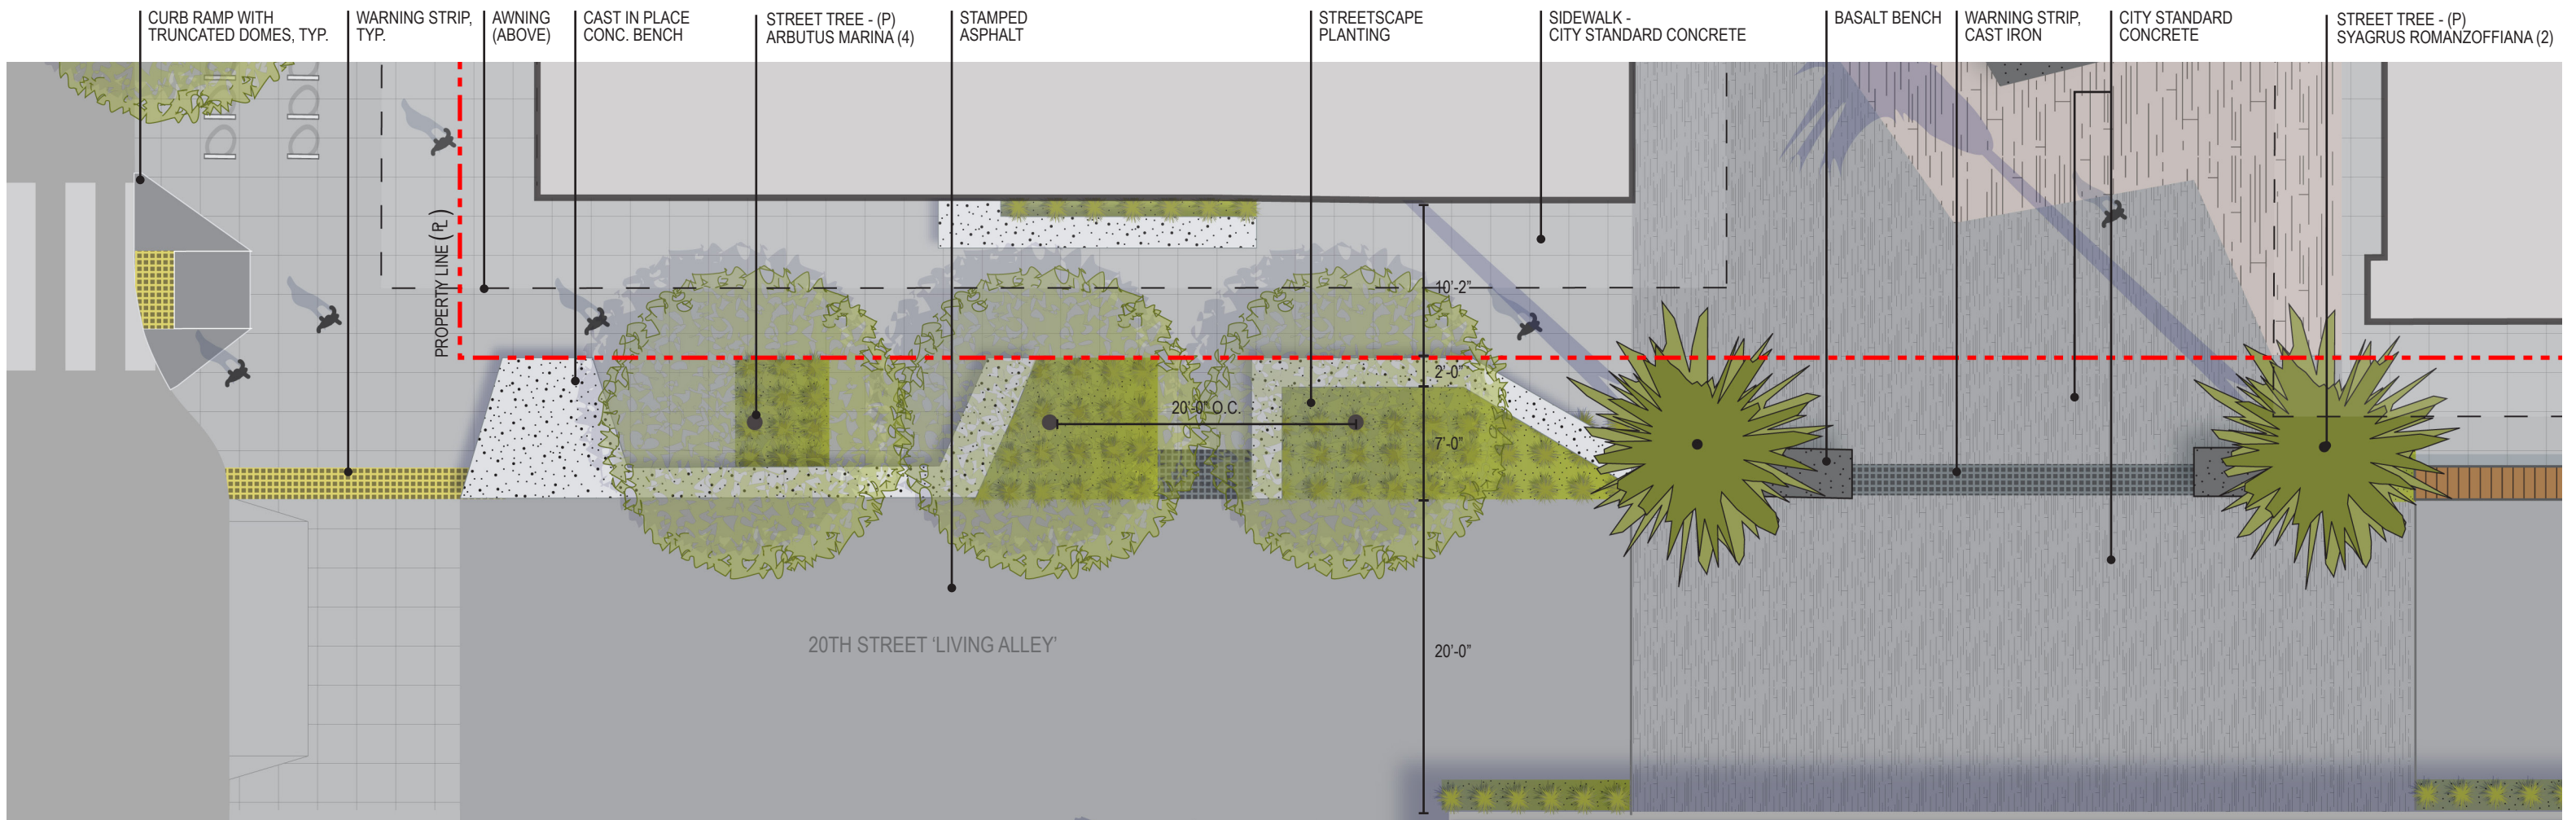 CURB RAMP WITH
TRUNCATED DOMES, TYP.
WARNING STRIP,
TYP.
AWNING
(ABOVE)
CAST IN PLACE
CONC. BENCH
STREET TREE - (P)
ARBUTUS MARINA (4)
STAMPED
ASPHALT
STREETSCAPE
PLANTING
SIDEWALK -
CITY STANDARD CONCRETE
BASALT BENCH
WARNING STRIP,
CAST IRON
CITY STANDARD
CONCRETE
STREET TREE - (P)
SYAGRUS ROMANZOFFIANA (2)
PROPERTY LINE (PL)
10'-2"
2'-0"
20'-0" O.C.
7'-0"
20TH STREET ‘LIVING ALLEY’
20’-0”